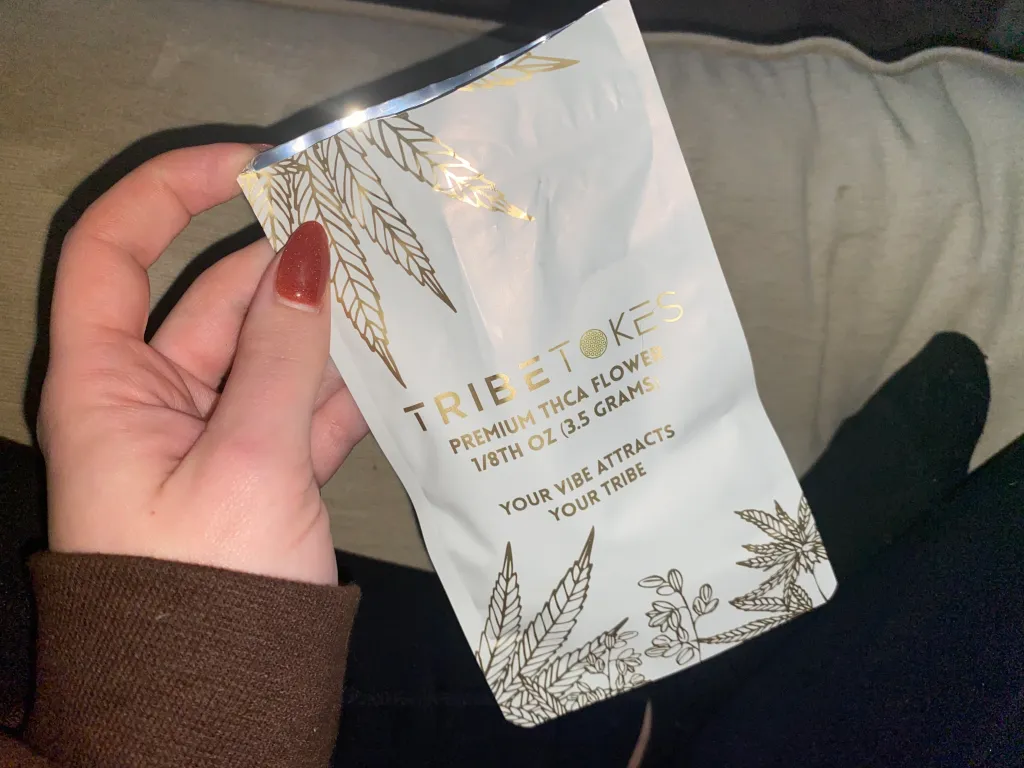 TRIBETOKES
PREMIUM THCA FLOWER
1/8TH OZ (3.5 GRAMS)
YOUR VIBE ATTRACTS
YOUR TRIBE